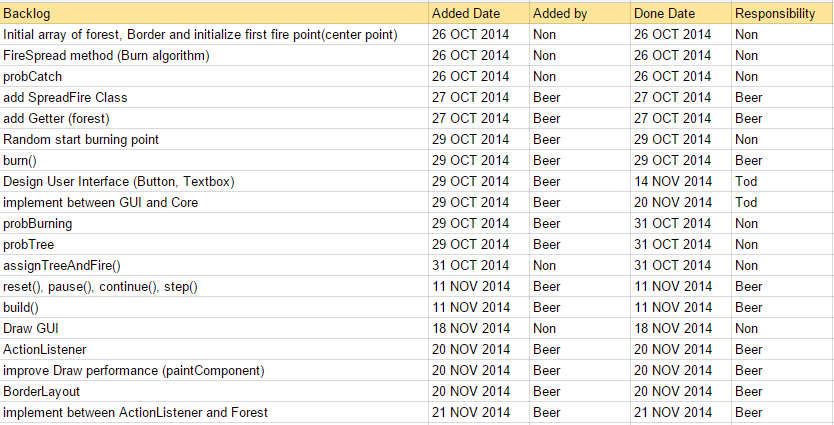 Backlog Added Date Added by Done Date Responsibility
Initial array of forest, Border and initialize first fire point(center point) 26 OCT 2014 Non 26 OCT 2014 Non
FireSpread method (Burn algorithm) 26 OCT 2014 Non 26 OCT 2014 Non
probCatch 26 OCT 2014 Non 26 OCT 2014 Non
add SpreadFire Class 27 OCT 2014 Beer 27 OCT 2014 Beer
add Getter (forest) 27 OCT 2014 Beer 27 OCT 2014 Beer
Random start burning point 29 OCT 2014 Beer 29 OCT 2014 Non
burn() 29 OCT 2014 Beer 29 OCT 2014 Beer
Design User Interface (Button, Textbox) 29 OCT 2014 Beer 14 NOV 2014 Tod
implement between GUI and Core 29 OCT 2014 Beer 20 NOV 2014 Tod
probBurning 29 OCT 2014 Beer 31 OCT 2014 Non
probTree 29 OCT 2014 Beer 31 OCT 2014 Non
assignTreeAndFire() 31 OCT 2014 Non 31 OCT 2014 Non
reset(), pause(), continue(), step() 11 NOV 2014 Beer 11 NOV 2014 Beer
build() 11 NOV 2014 Beer 11 NOV 2014 Beer
Draw GUI 18 NOV 2014 Non 18 NOV 2014 Non
ActionListener 20 NOV 2014 Beer 20 NOV 2014 Beer
improve Draw performance (paintComponent) 20 NOV 2014 Beer 20 NOV 2014 Beer
BorderLayout 20 NOV 2014 Beer 20 NOV 2014 Beer
implement between ActionListener and Forest 21 NOV 2014 Beer 21 NOV 2014 Beer